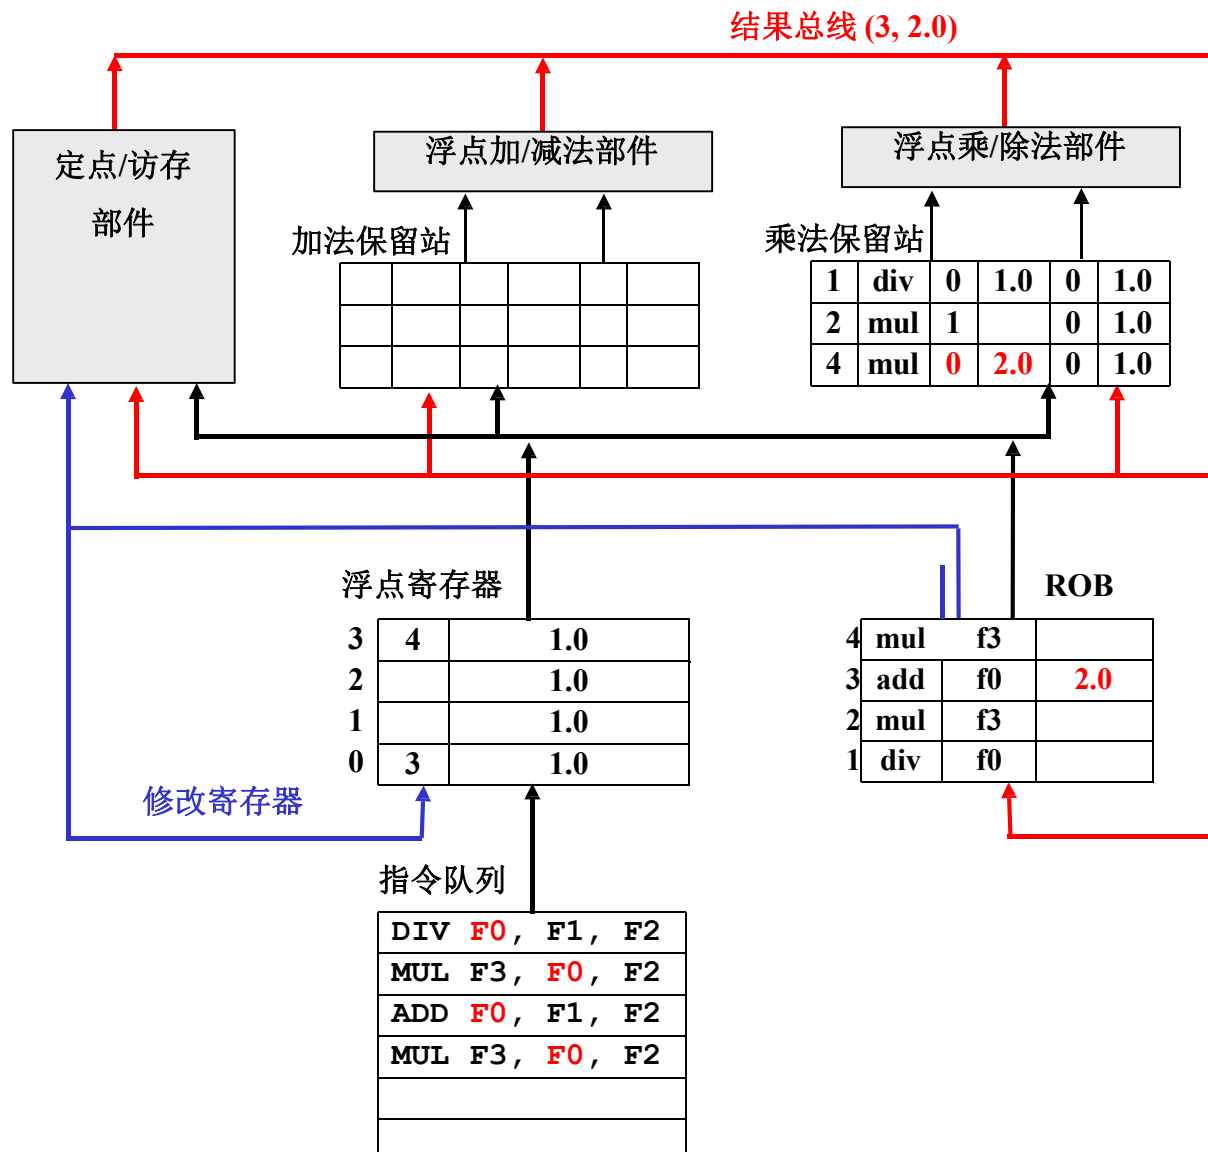 结果总线 (3, 2.0)
定点/访存
部件
浮点加/减法部件
浮点乘/除法部件
加法保留站
乘法保留站
1 div 0 1.0 0 1.0
2 mul 1 0 1.0
4 mul 0 2.0 0 1.0
浮点寄存器
ROB
3 4 1.0
2 1.0
1 1.0
0 3 1.0
4 mul f3
3 add f0 2.0
2 mul f3
1 div f0
修改寄存器
指令队列
DIV F0, F1, F2
MUL F3, F0, F2
ADD F0, F1, F2
MUL F3, F0, F2